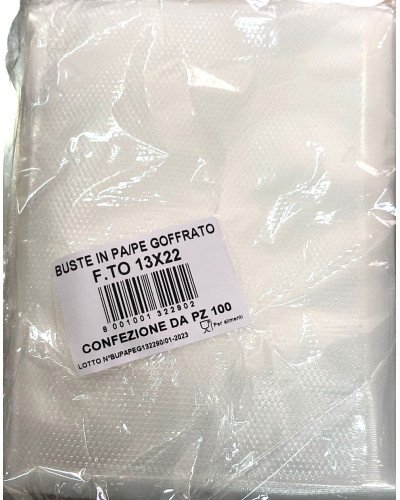 BUSTE IN PA/PE GOFFRATO
F.TO 13X22
8 001001 322902
CONFEZIONE DA PZ 100
Per alimenti
LOTTO N°BUPAPEG132290/01-2023